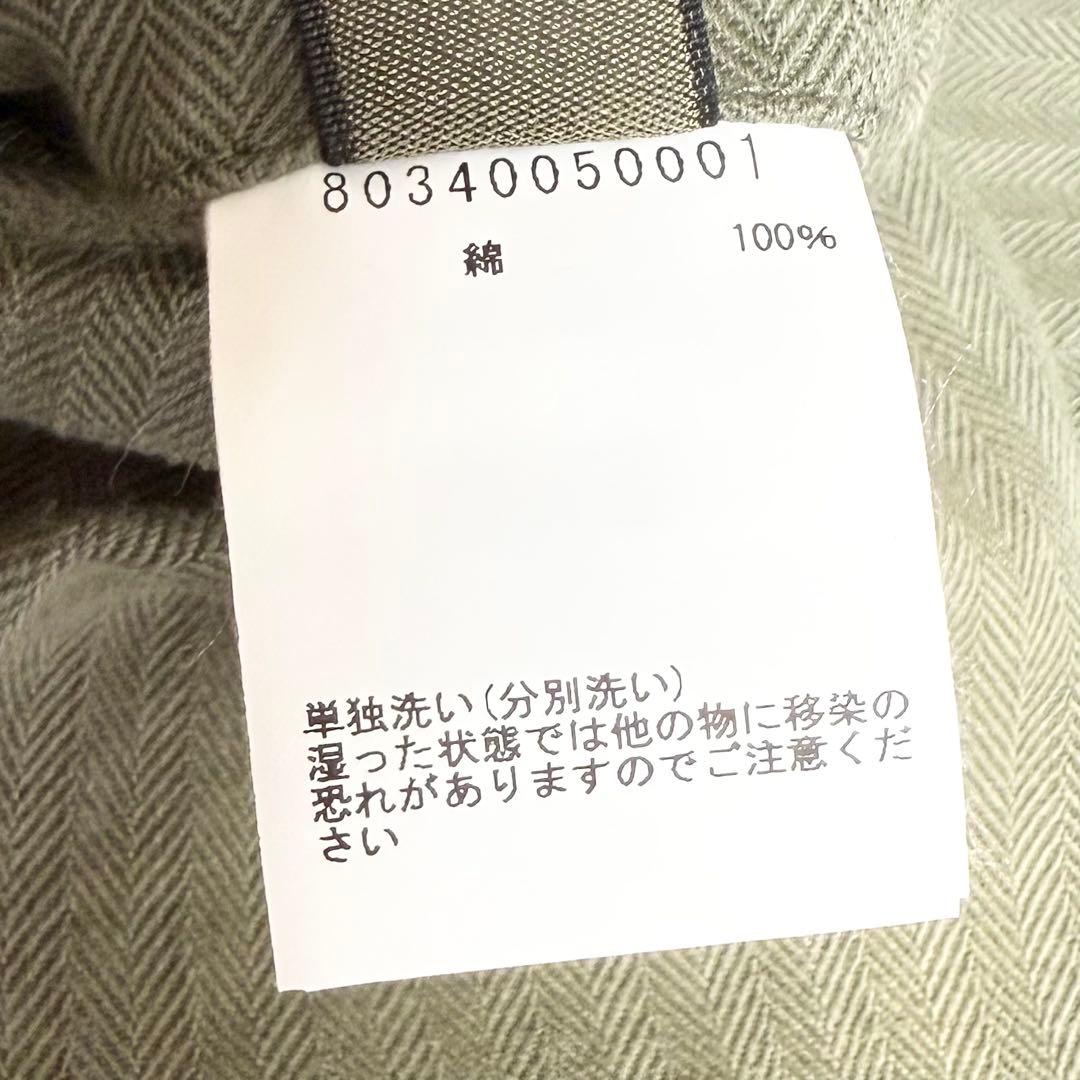 80340050001
綿 100%
単独洗い(分別洗い)
湿った状態では他の物に移染の
恐れがありますのでご注意くだ
さい